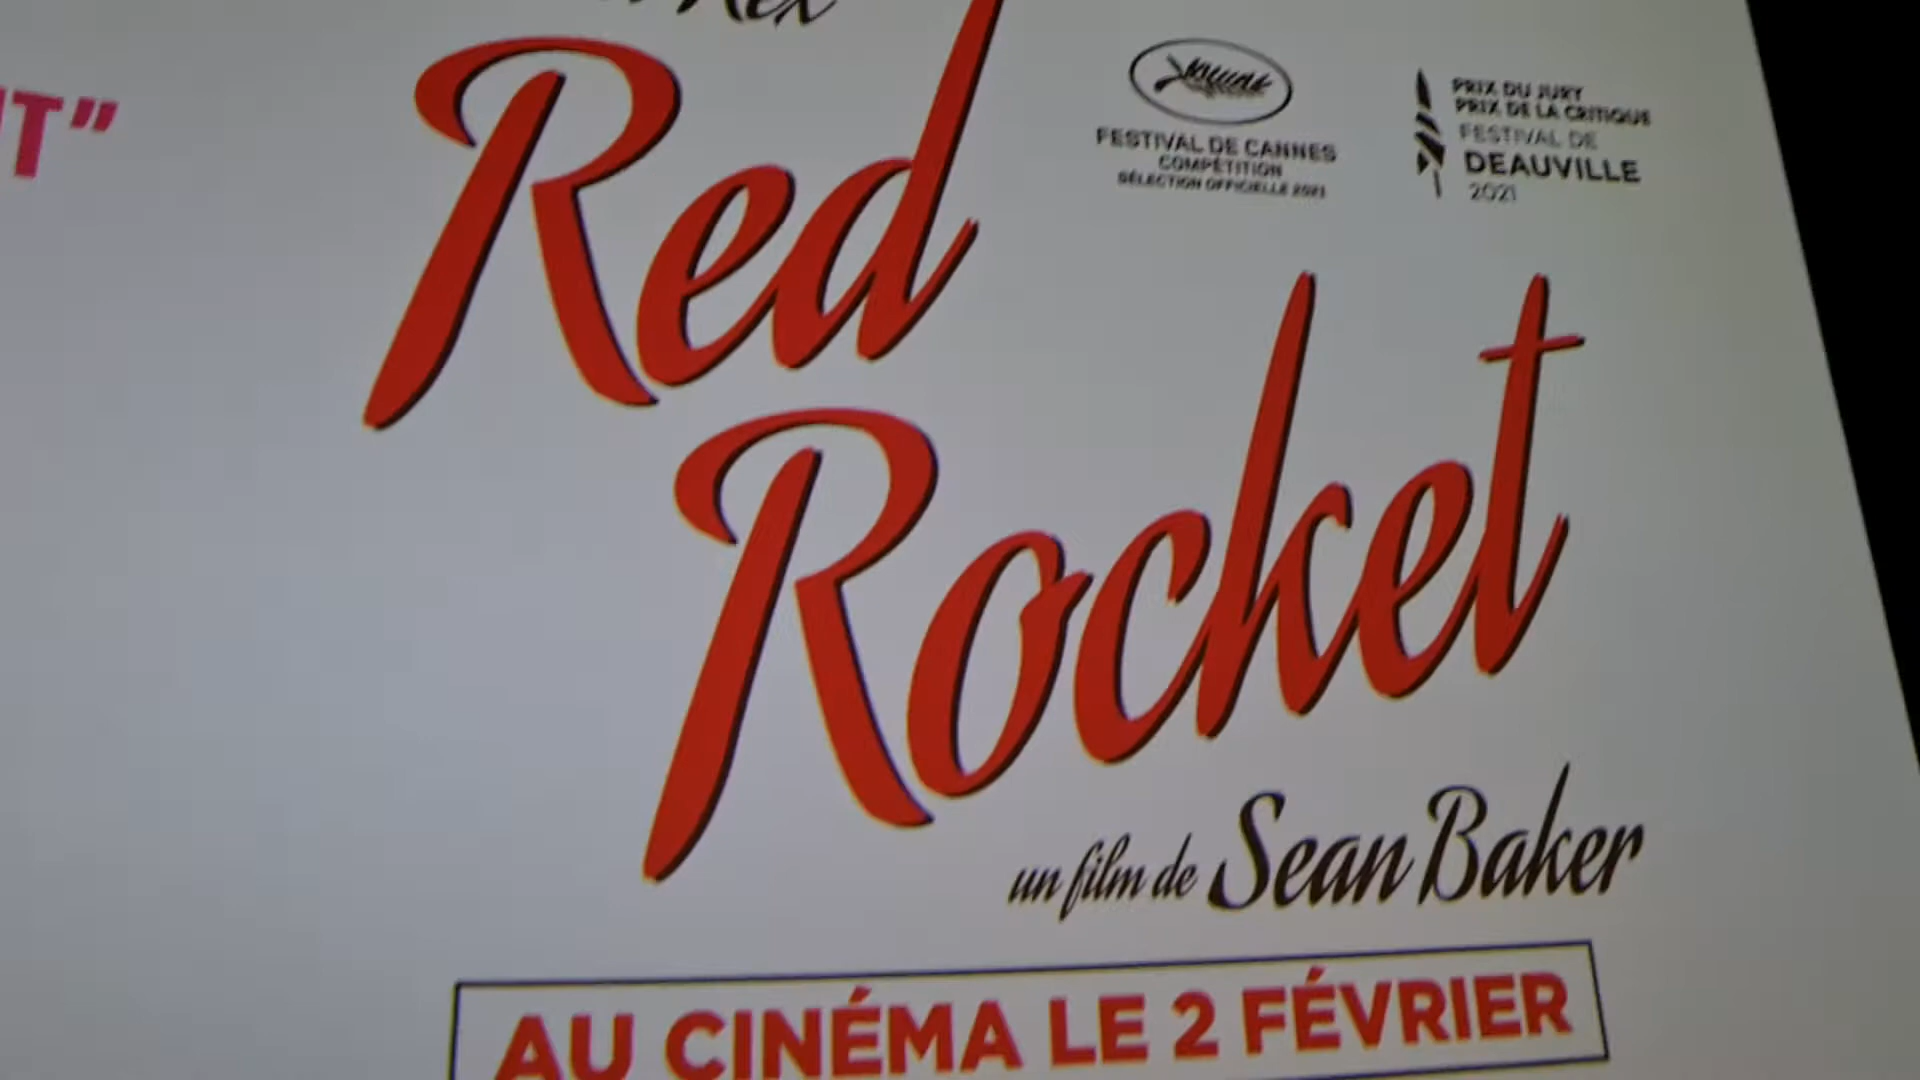 Rex
T”
Red
Rocket
FESTIVAL DE CANNES
COMPÉTITION
SÉLECTION OFFICIELLE 2021
PRIX DU JURY
PRIX DE LA CRITIQUE
FESTIVAL DE
DEAUVILLE
2021
un film de Sean Baker
AU CINÉMA LE 2 FÉVRIER